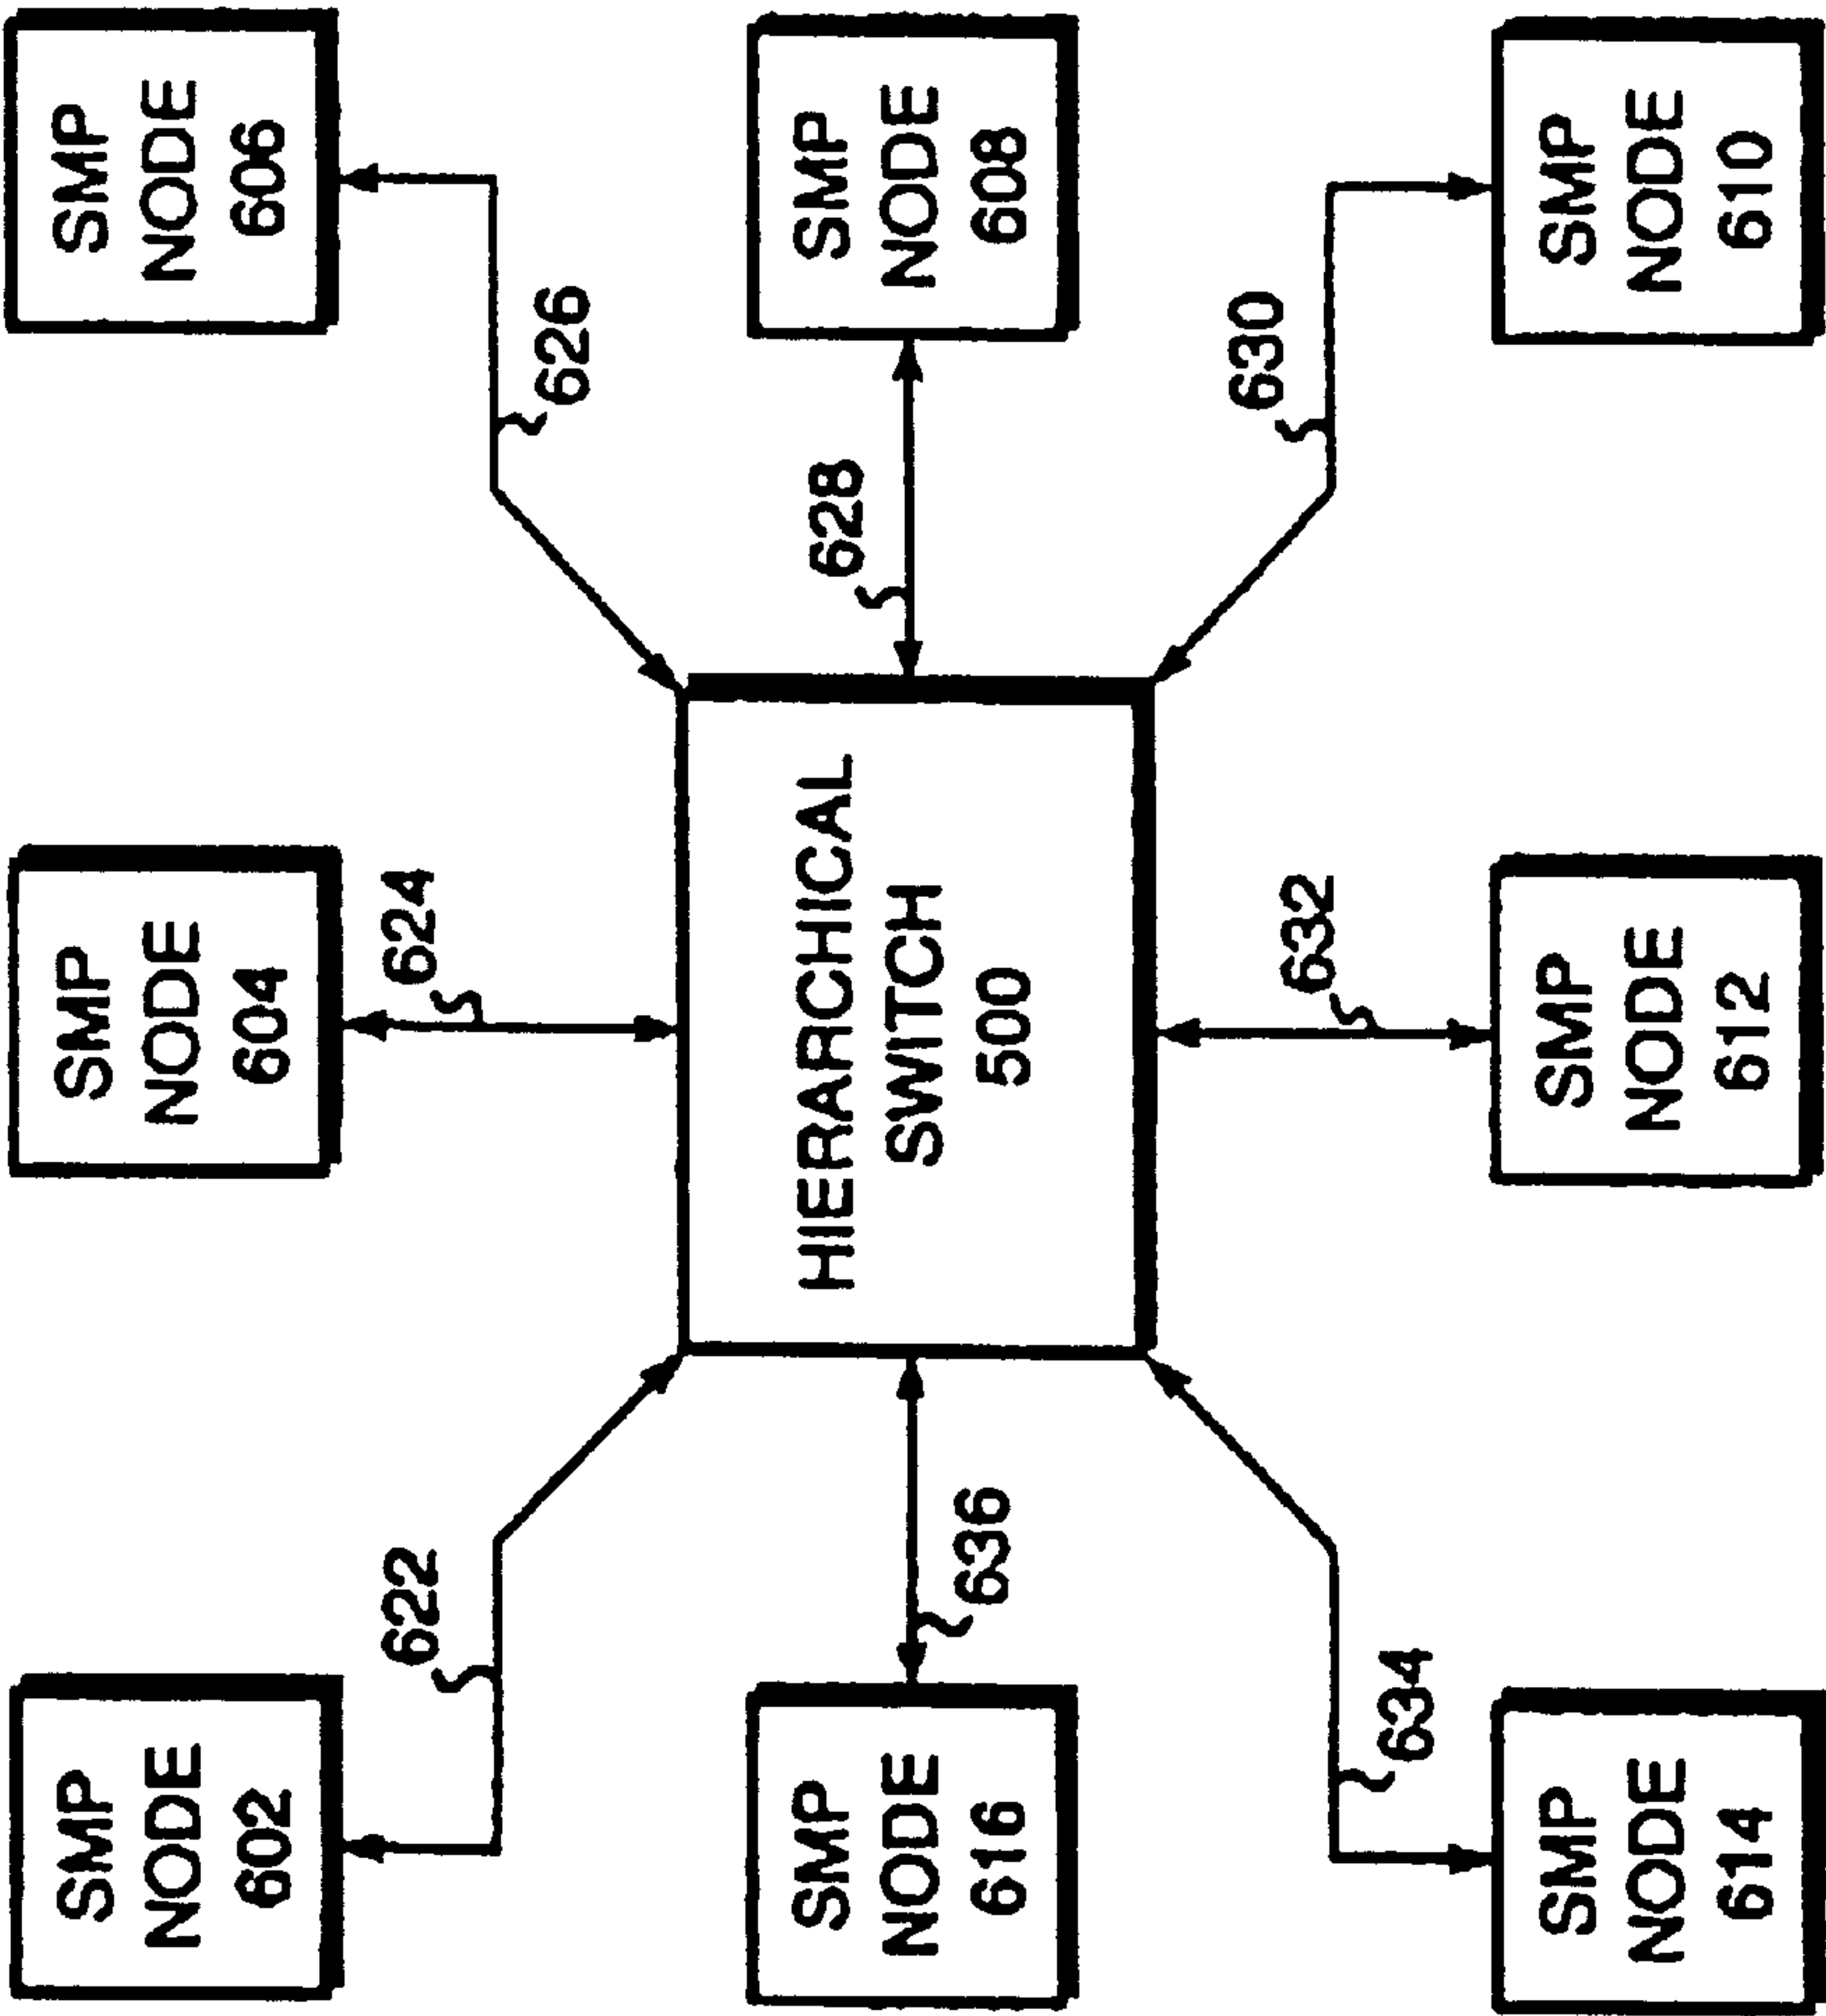 SMP
NODE
602
SMP
NODE
604
SMP
NODE
606
622
624
626
SMP
NODE
616
636
HIERARCHICAL
SWITCH
500
628
SMP
NODE
608
634
632
630
SMP
NODE
614
SMP
NODE
612
SMP
NODE
610